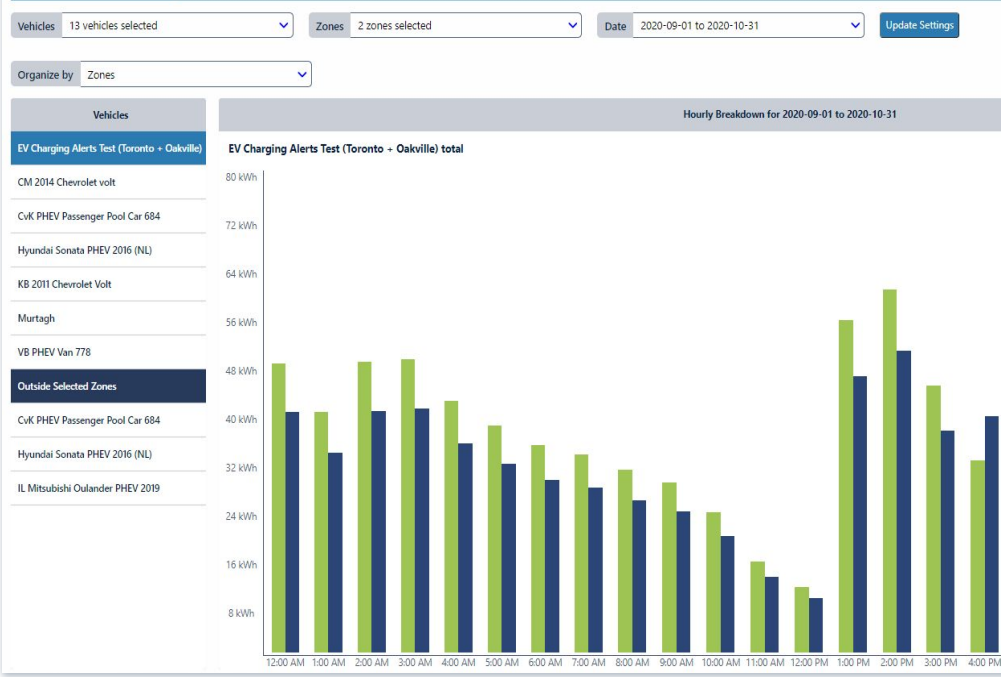 Vehicles 13 vehicles selected Zones 2 zones selected Date 2020-09-01 to 2020-10-31 Update Settings
Organize by Zones
Vehicles
EV Charging Alerts Test (Toronto + Oakville)
CM 2014 Chevrolet volt
CvK PHEV Passenger Pool Car 684
Hyundai Sonata PHEV 2016 (NL)
KB 2011 Chevrolet Volt
Murtagh
VB PHEV Van 778
Outside Selected Zones
CvK PHEV Passenger Pool Car 684
Hyundai Sonata PHEV 2016 (NL)
IL Mitsubishi Oulander PHEV 2019
Hourly Breakdown for 2020-09-01 to 2020-10-31
EV Charging Alerts Test (Toronto + Oakville) total
80 kWh
72 kWh
64 kWh
56 kWh
48 kWh
40 kWh
32 kWh
24 kWh
16 kWh
8 kWh
12:00 AM 1:00 AM 2:00 AM 3:00 AM 4:00 AM 5:00 AM 6:00 AM 7:00 AM 8:00 AM 9:00 AM 10:00 AM 11:00 AM 12:00 PM 1:00 PM 2:00 PM 3:00 PM 4:00 PM